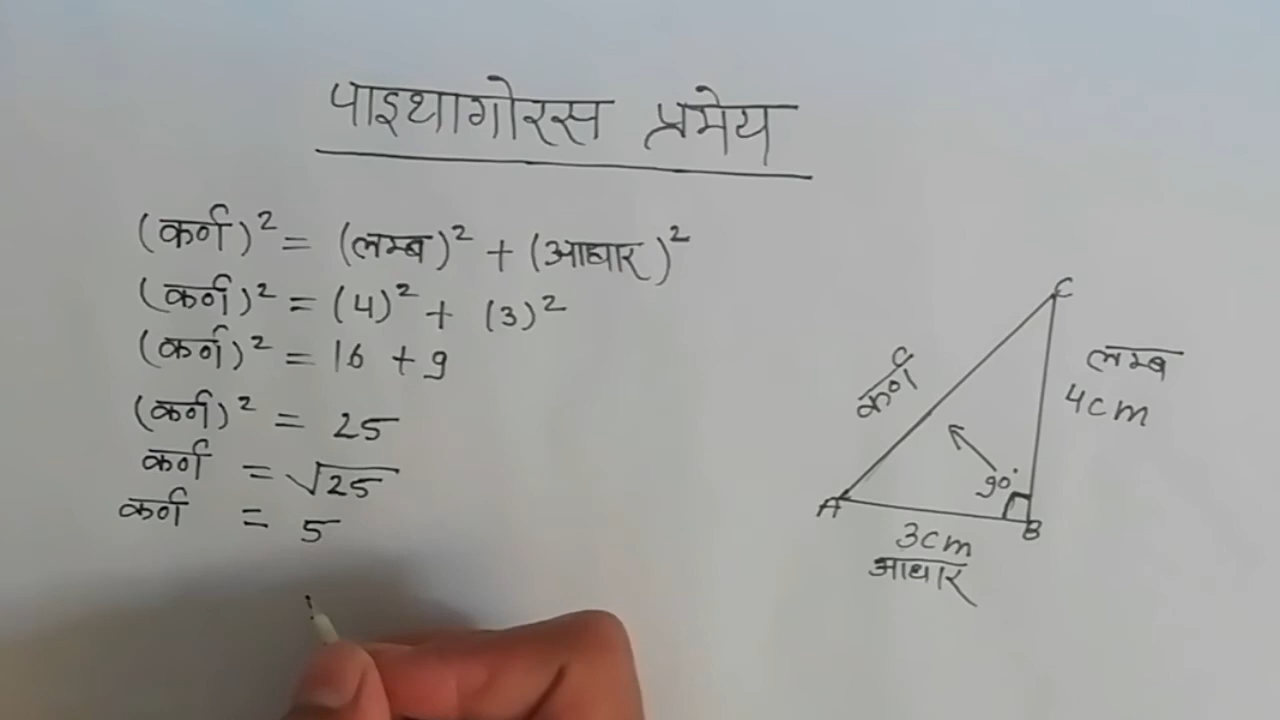 पाइथागोरस प्रमेय
(कर्ण)² = (लम्ब)² + (आधार)²
(कर्ण)² = (4)² + (3)²
(कर्ण)² = 16 + 9
(कर्ण)² = 25
कर्ण = √25
कर्ण = 5
C
कर्ण
लम्ब
4cm
90°
A
B
3cm
आधार